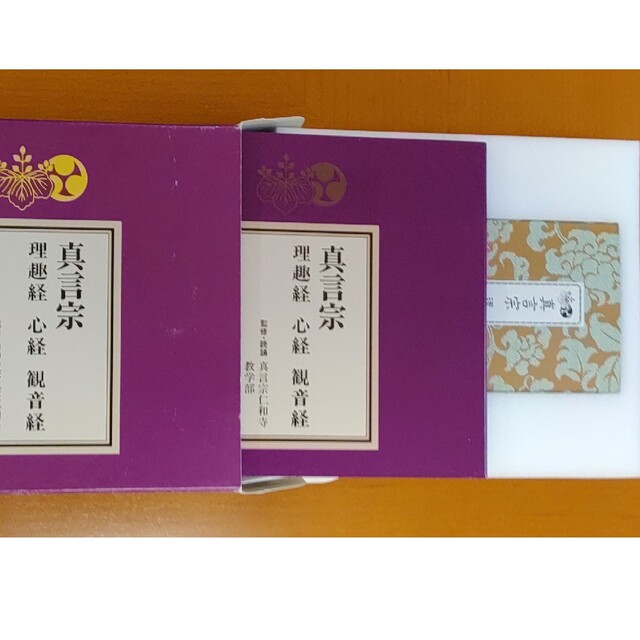 真言宗
理趣経 心経 観音経
真言宗
理趣経 心経 観音経
監修・読誦 真言宗仁和寺
教学部
真言宗